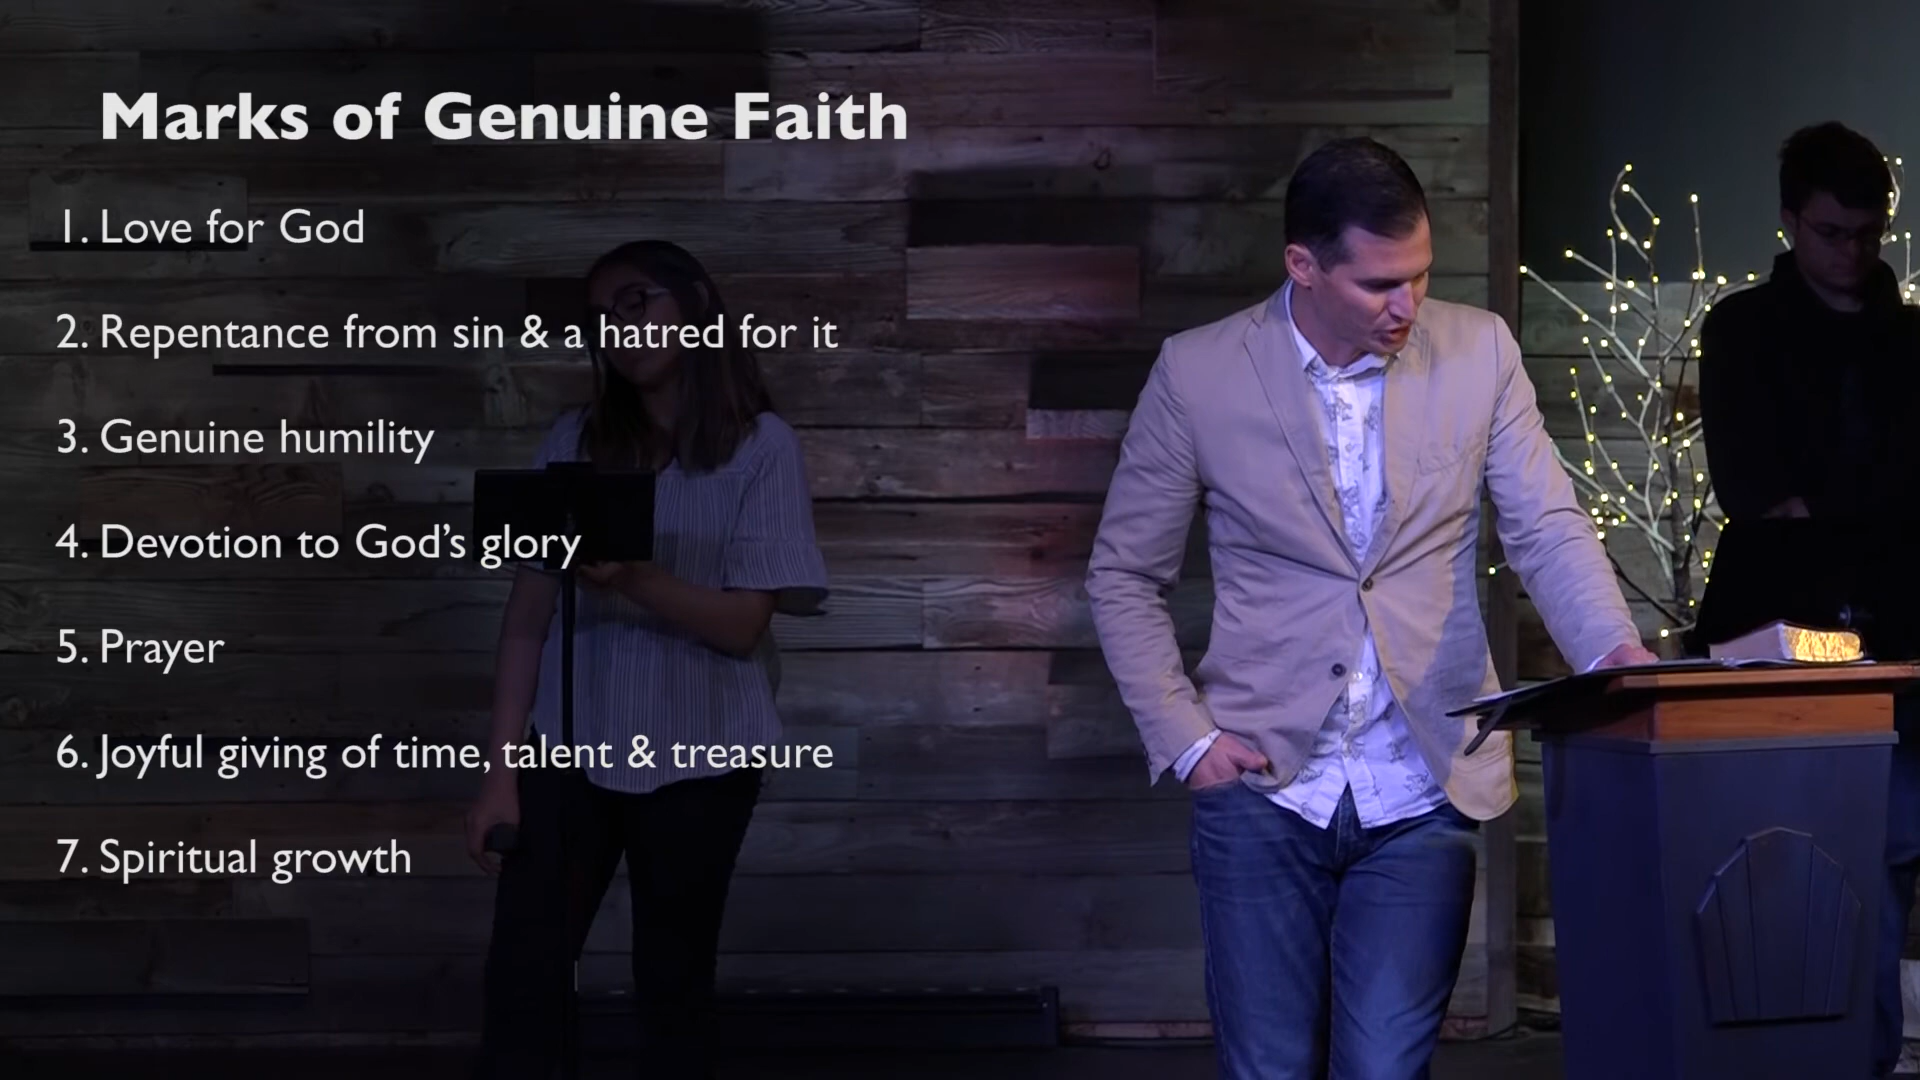 Marks of Genuine Faith
1. Love for God
2. Repentance from sin & a hatred for it
3. Genuine humility
4. Devotion to God's glory
5. Prayer
6. Joyful giving of time, talent & treasure
7. Spiritual growth